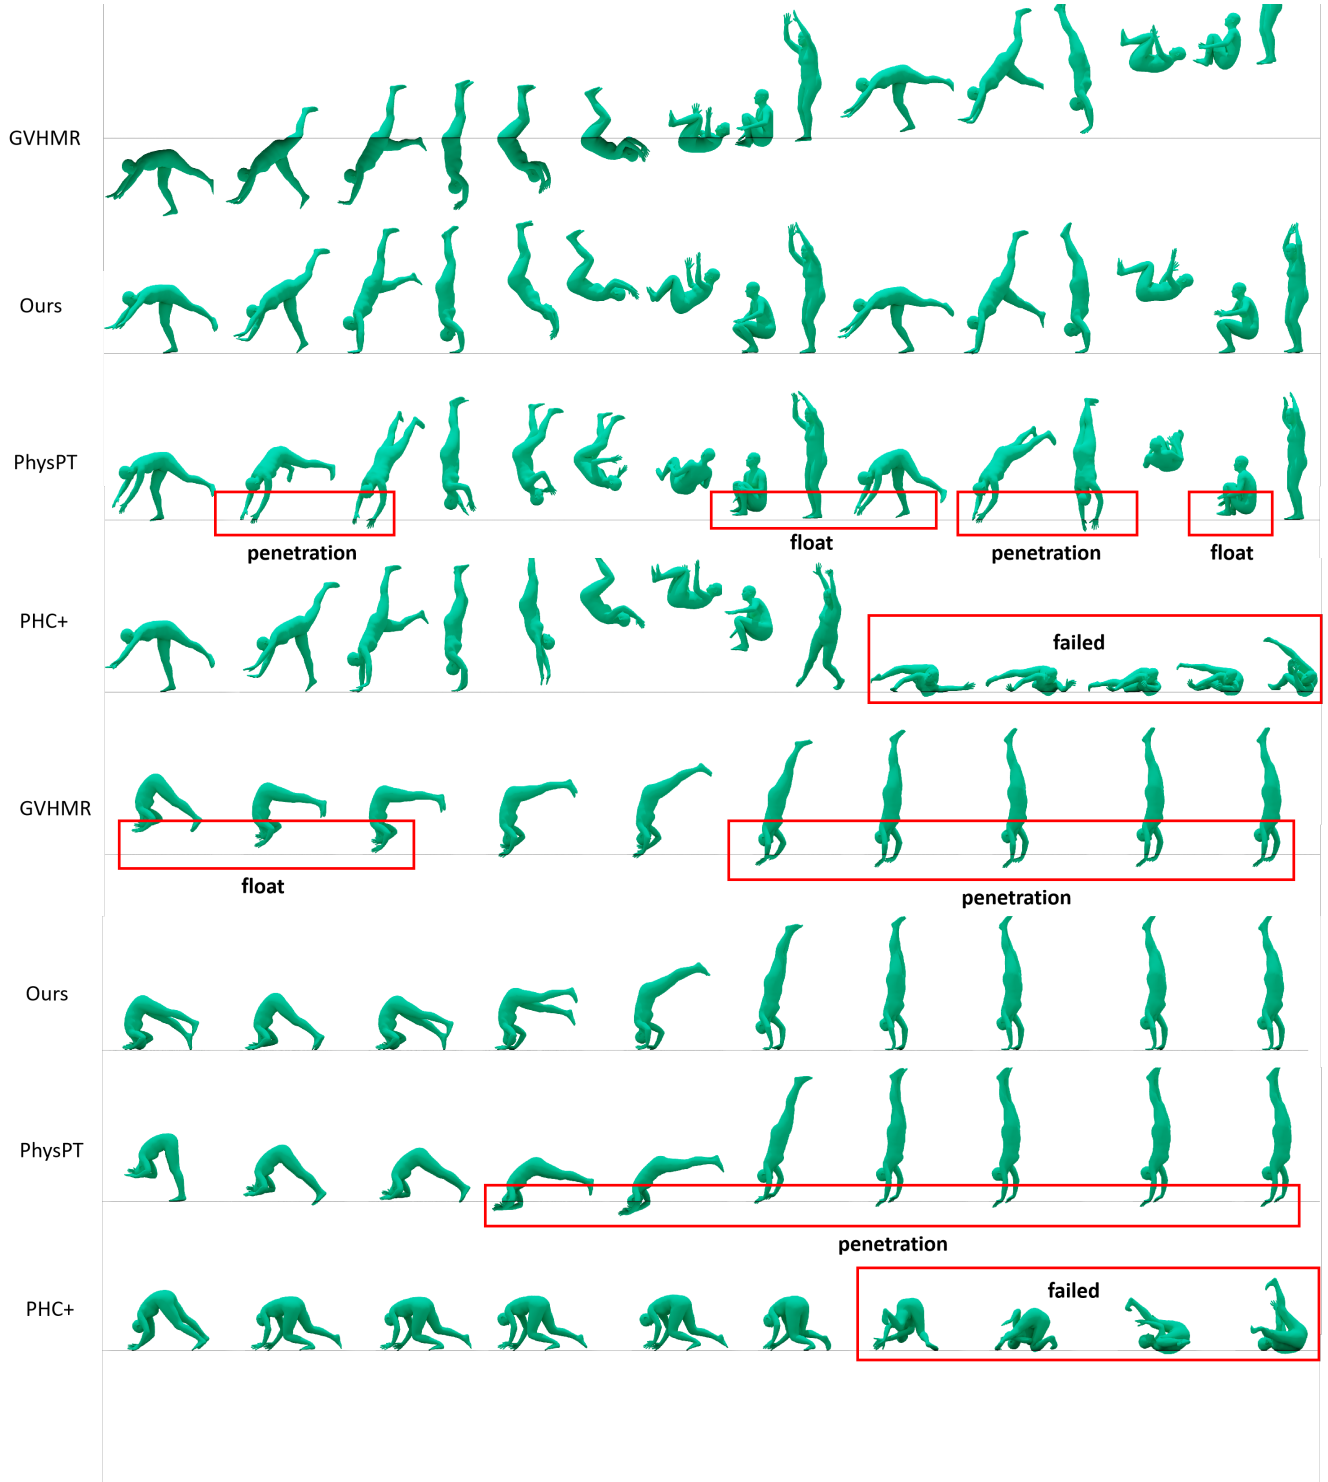 GVHMR
Ours
PhysPT
penetration
float
penetration
float
PHC+
failed
GVHMR
float
penetration
Ours
PhysPT
penetration
PHC+
failed